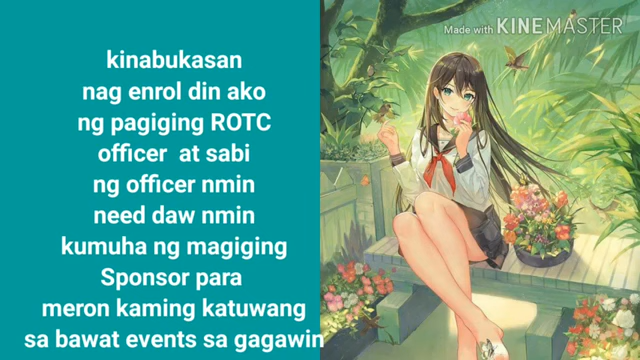 Made with KINEMASTER
kinabukasan
nag enrol din ako
ng pagiging ROTC
officer at sabi
ng officer nmin
need daw nmin
kumuha ng magiging
Sponsor para
meron kaming katuwang
sa bawat events sa gagawin